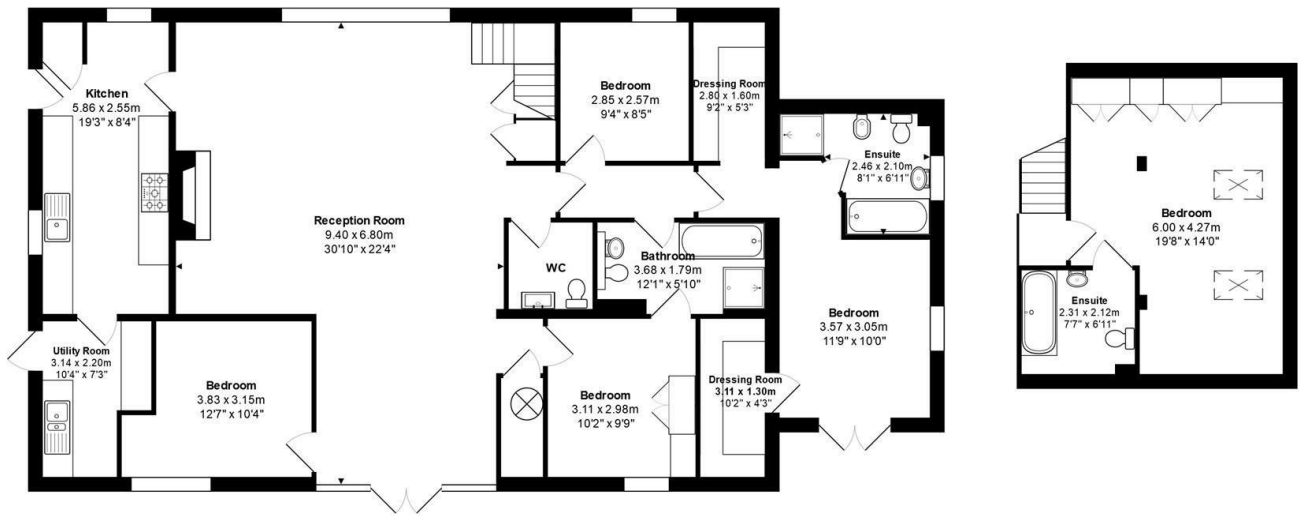 Kitchen
5.86 x 2.55m
19'3" x 8'4"
Bedroom
2.85 x 2.57m
9'4" x 8'5"
Dressing Room
2.80 x 1.60m
9'2" x 5'3"
Ensuite
2.46 x 2.10m
8'1" x 6'11"
Reception Room
9.40 x 6.80m
30'10" x 22'4"
WC
Bathroom
3.68 x 1.79m
12'1" x 5'10"
Bedroom
3.57 x 3.05m
11'9" x 10'0"
Utility Room
3.14 x 2.20m
10'4" x 7'3"
Bedroom
3.83 x 3.15m
12'7" x 10'4"
Bedroom
3.11 x 2.98m
10'2" x 9'9"
Dressing Room
3.11 x 1.30m
10'2" x 4'3"
Bedroom
6.00 x 4.27m
19'8" x 14'0"
Ensuite
2.31 x 2.12m
7'7" x 6'11"